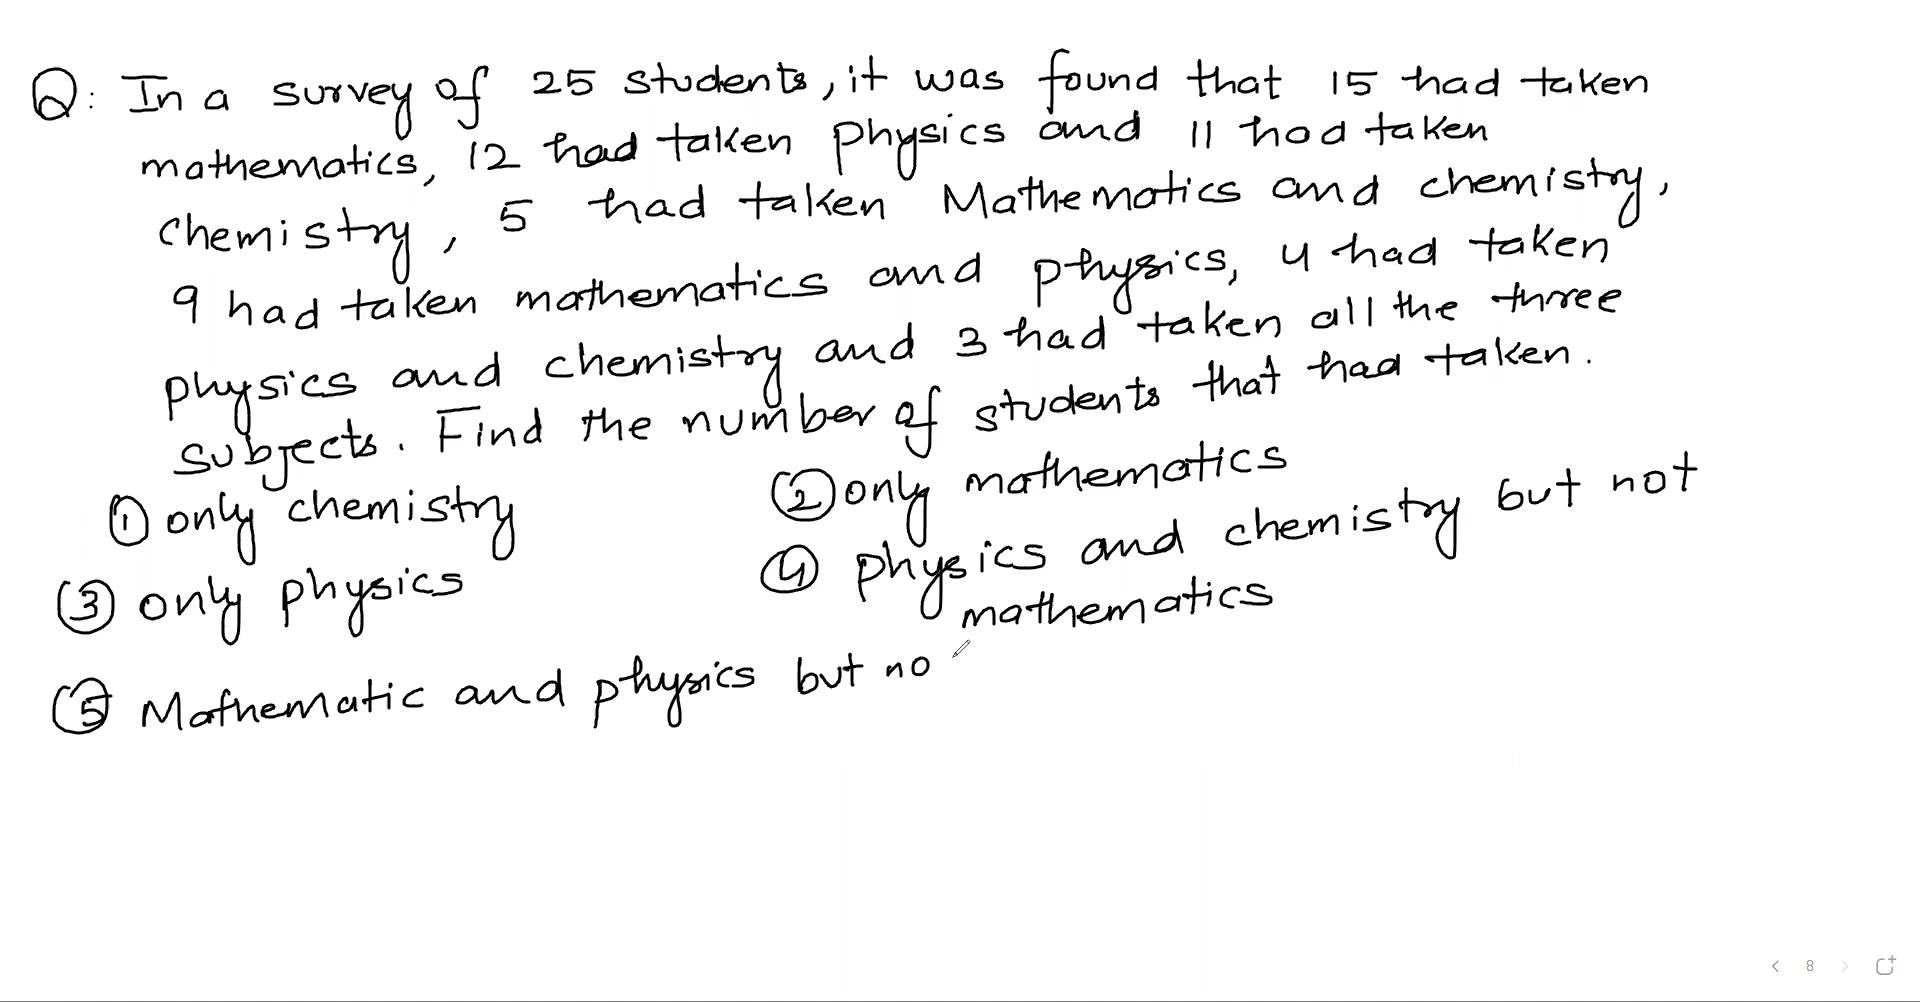 Q: In a survey of 25 students, it was found that 15 had taken
mathematics, 12 had taken physics and 11 had taken
chemistry, 5 had taken Mathematics and chemistry,
9 had taken mathematics and physics, 4 had taken
physics and chemistry and 3 had taken all the three
subjects. Find the number of students that had taken.
① only chemistry ② only mathematics
③ only physics ④ physics and chemistry but not
mathematics
⑤ Mathematic and physics but no
8